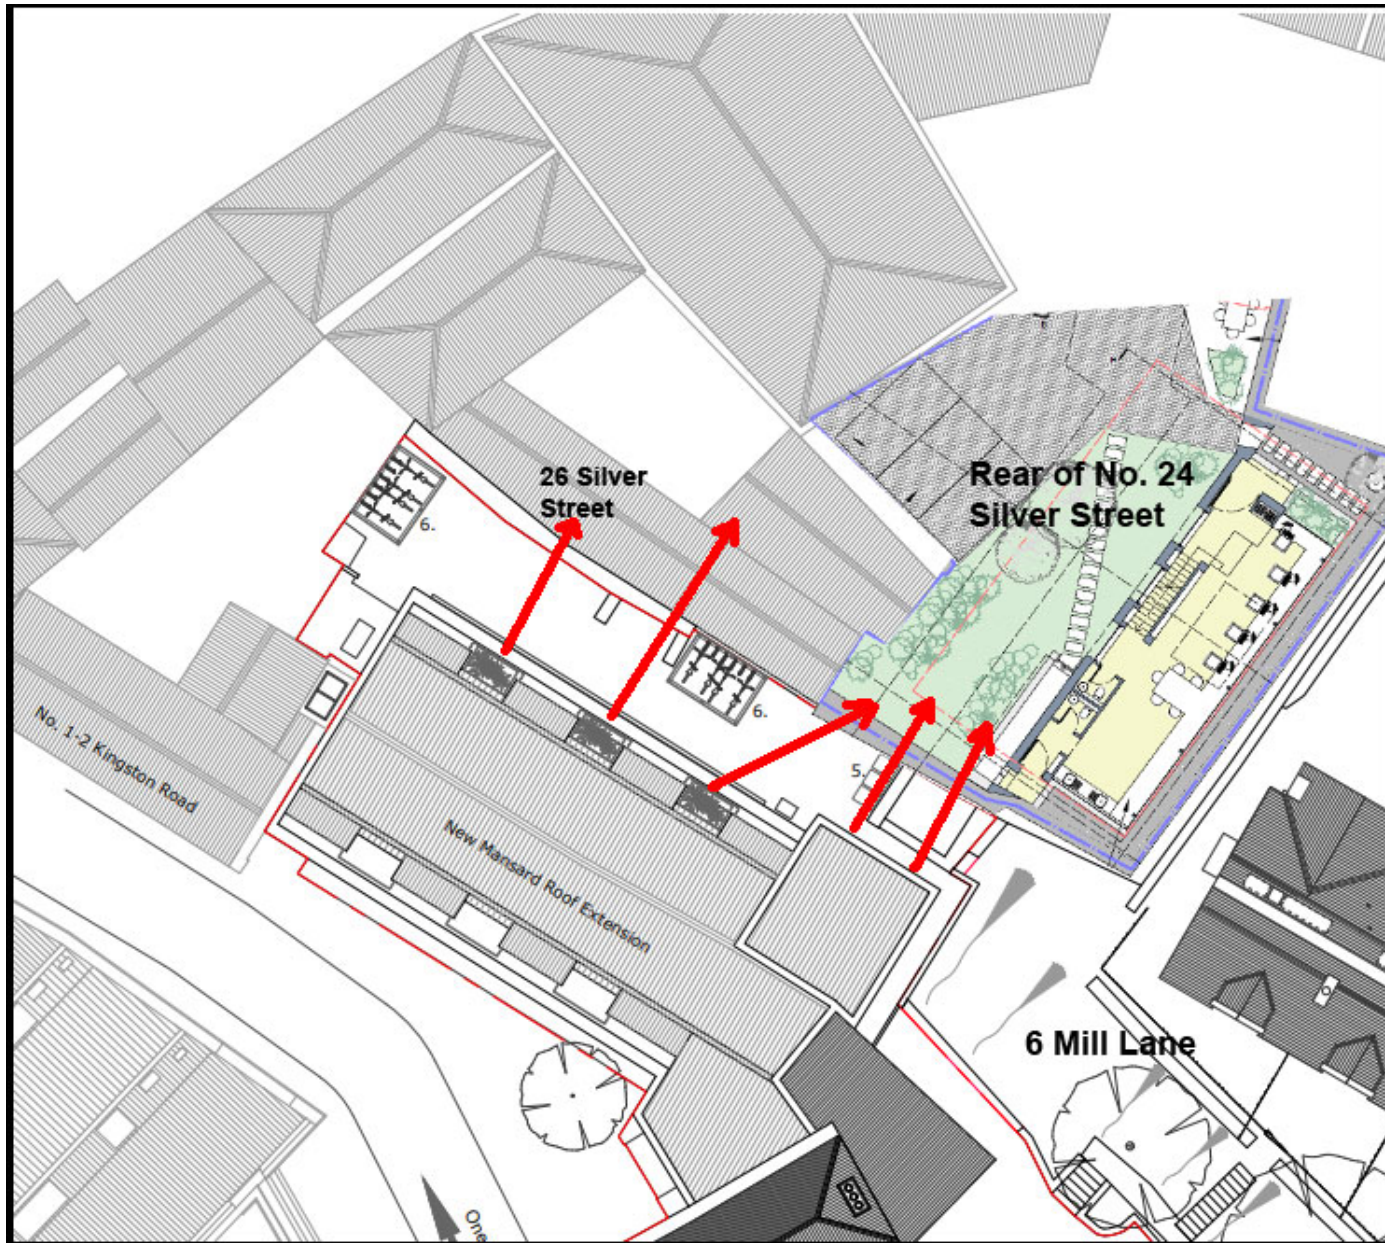 26 Silver
Street
Rear of No. 24
Silver Street
6.
6.
5.
No. 1-2 Kingston Road
New Mansard Roof Extension
6 Mill Lane
One